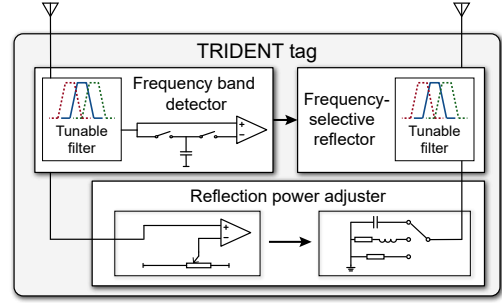 TRIDENT tag
Frequency band
detector
Tunable
filter
+
−
Frequency-
selective
reflector
Tunable
filter
Reflection power adjuster
+
−